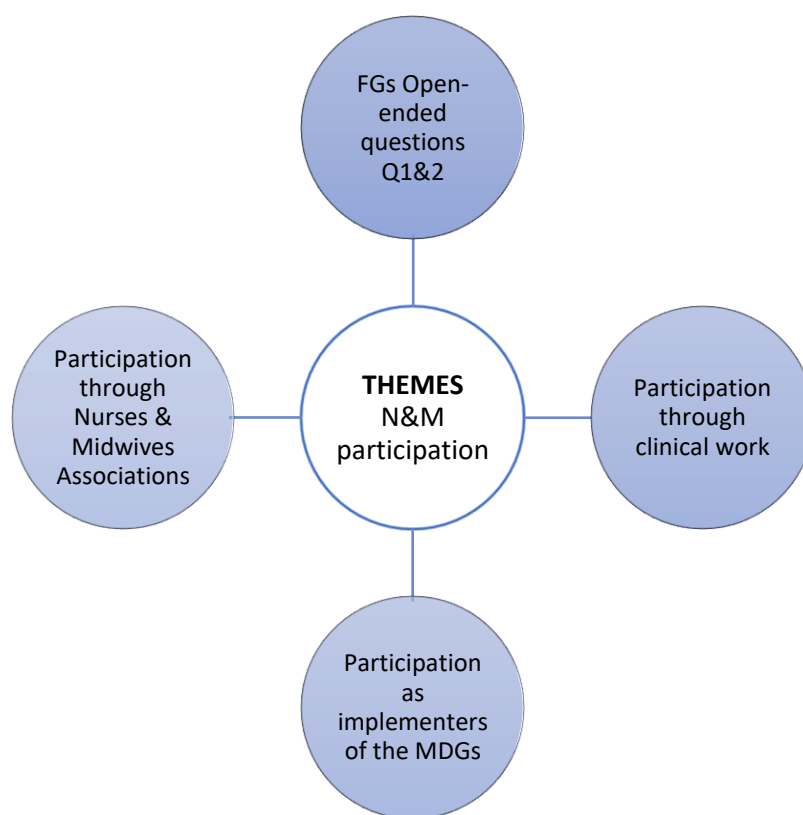 FGs Open-
ended
questions
Q1&2
Participation
through
Nurses &
Midwives
Associations
THEMES
N&M
participation
Participation
through
clinical work
Participation
as
implementers
of the MDGs